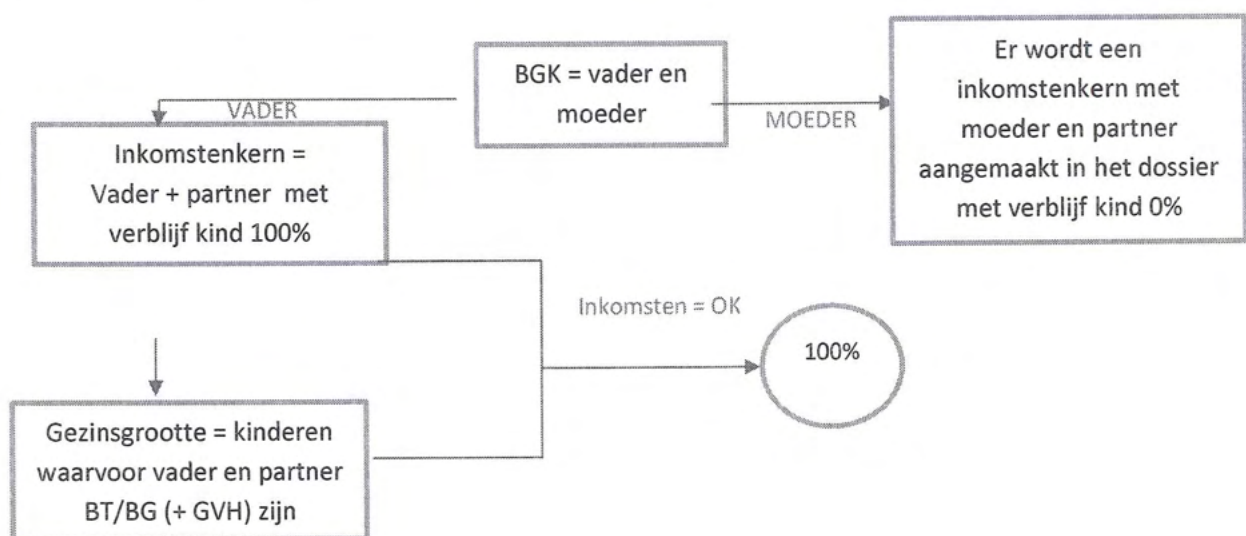 BGK = vader en
moeder
VADER
MOEDER
Er wordt een
inkomstenkern met
moeder en partner
aangemaakt in het dossier
met verblijf kind 0%
Inkomstenkern =
Vader + partner met
verblijf kind 100%
Inkomsten = OK
100%
Gezinsgrootte = kinderen
waarvoor vader en partner
BT/BG (+ GVH) zijn